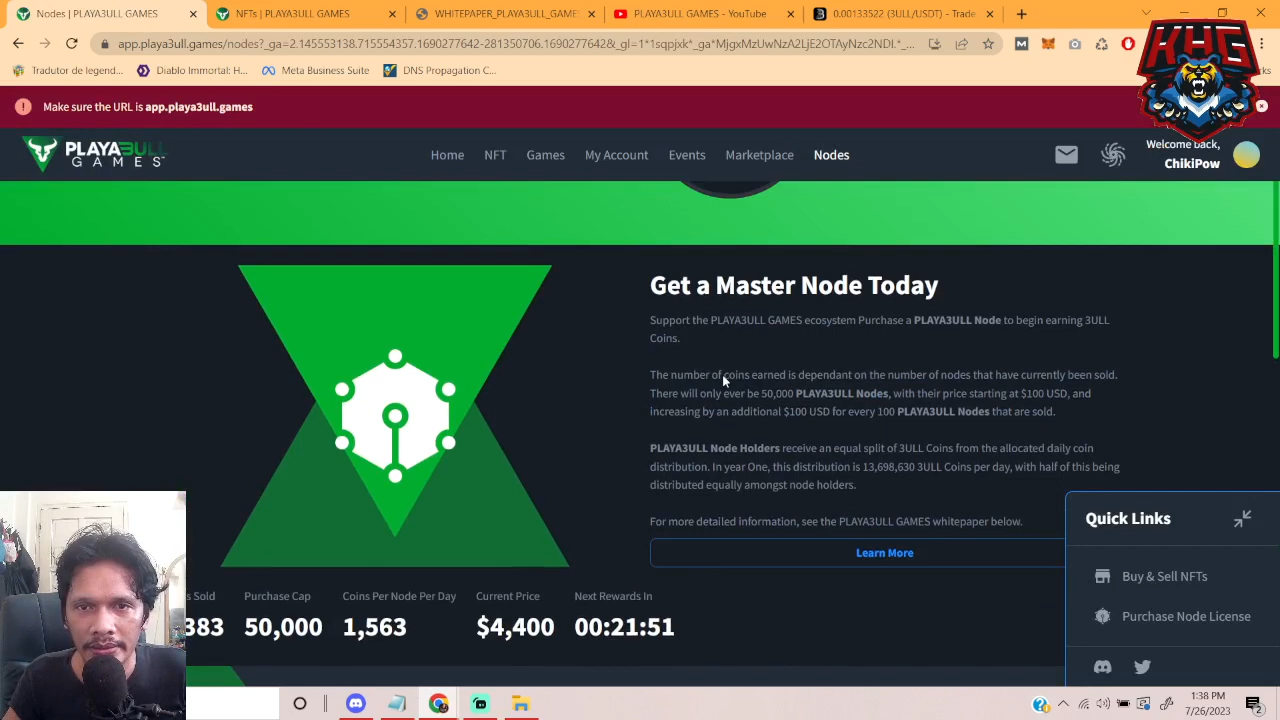 Nodes | PLAYA3ULL GAMES
NFTs | PLAYA3ULL GAMES
WHITEPAPER_PLAYA3ULL_GAMES
PLAYA3ULL GAMES - YouTube
0.00133522 (3ULL/USDT) - Trade
Tradutor de legend...
Diablo Immortal: H...
Meta Business Suite
DNS Propagation C...
KHG
Make sure the URL is app.playa3ull.games
PLAYA3ULL
GAMES
Home
NFT
Games
My Account
Events
Marketplace
Nodes
Welcome back,
ChikiPow
Get a Master Node Today
Support the PLAYA3ULL GAMES ecosystem Purchase a PLAYA3ULL Node to begin earning 3ULL
Coins.
The number of coins earned is dependant on the number of nodes that have currently been sold.
There will only ever be 50,000 PLAYA3ULL Nodes, with their price starting at $100 USD, and
increasing by an additional $100 USD for every 100 PLAYA3ULL Nodes that are sold.
PLAYA3ULL Node Holders receive an equal split of 3ULL Coins from the allocated daily coin
distribution. In year One, this distribution is 13,698,630 3ULL Coins per day, with half of this being
distributed equally amongst node holders.
For more detailed information, see the PLAYA3ULL GAMES whitepaper below.
Learn More
Quick Links
Buy & Sell NFTs
Purchase Node License
s Sold
Purchase Cap
Coins Per Node Per Day
Current Price
Next Rewards In
383
50,000
1,563
$4,400
00:21:51
1:38 PM
7/26/2023